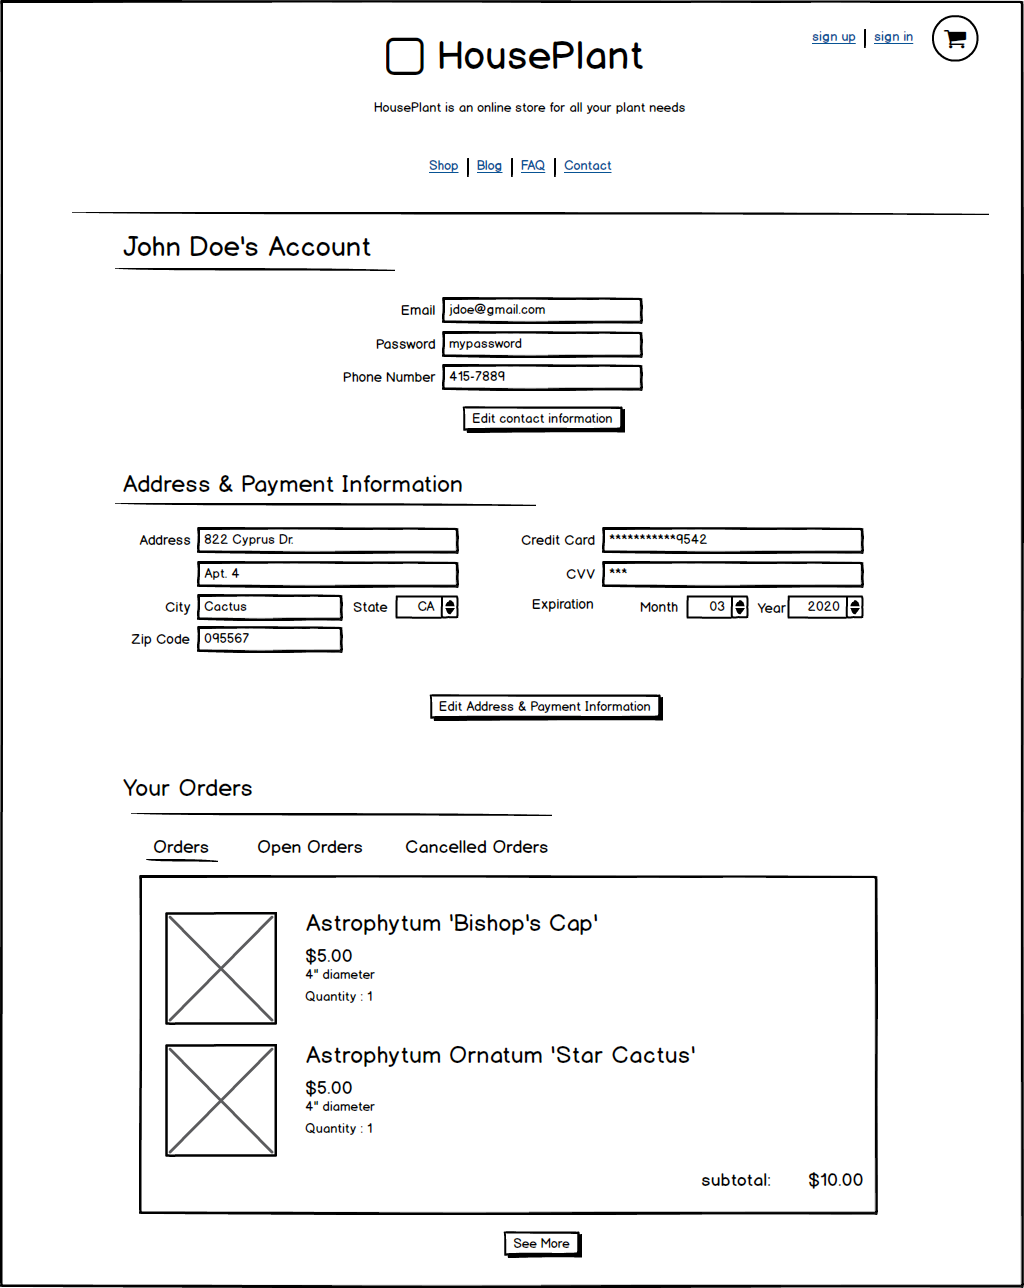 sign up | sign in
HousePlant
HousePlant is an online store for all your plant needs
Shop | Blog | FAQ | Contact
John Doe's Account
Email jdoe@gmail.com
Password mypassword
Phone Number 415-7889
Edit contact information
Address & Payment Information
Address 822 Cyprus Dr. Credit Card ***********9542
Apt. 4 CVV ***
City Cactus State CA Expiration Month 03 Year 2020
Zip Code 095567
Edit Address & Payment Information
Your Orders
Orders Open Orders Cancelled Orders
Astrophytum 'Bishop's Cap'
$5.00
4" diameter
Quantity : 1
Astrophytum Ornatum 'Star Cactus'
$5.00
4" diameter
Quantity : 1
subtotal: $10.00
See More